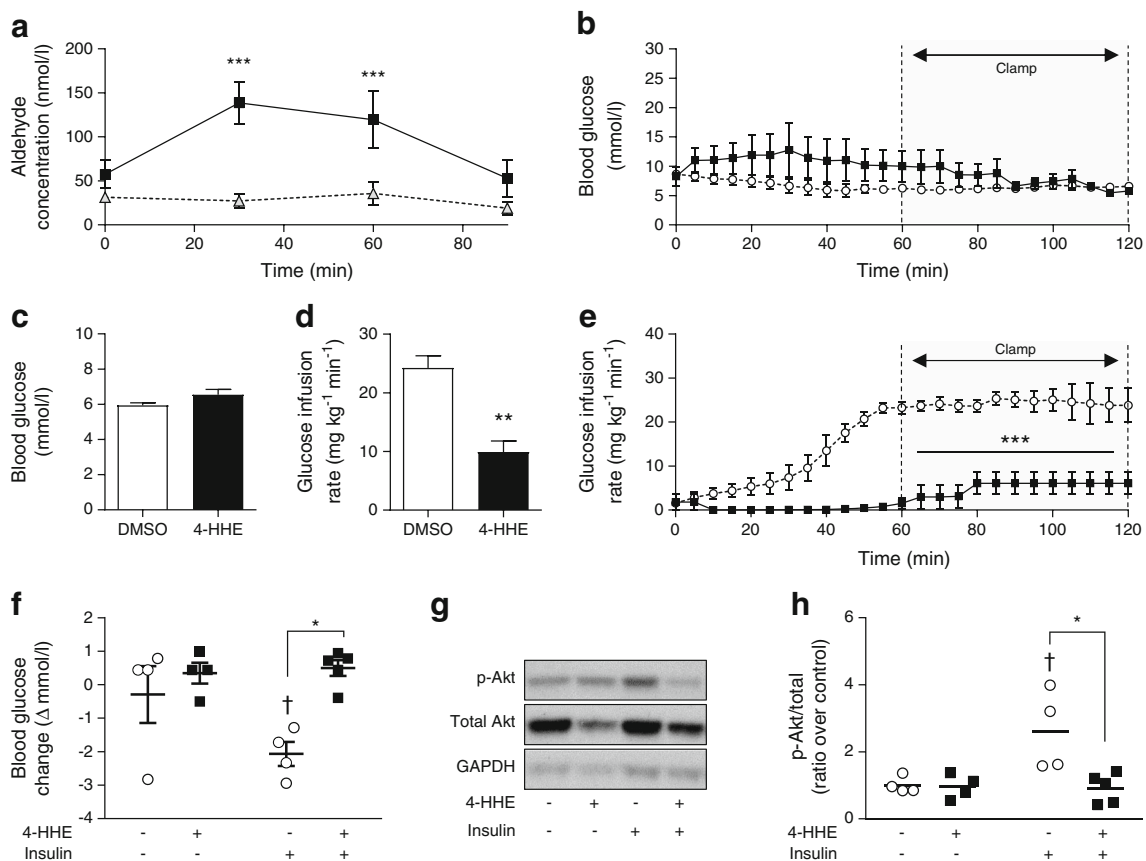 a
Aldehyde
concentration (nmol/l)
200
150
100
50
0
***
***
0
20
40
60
80
Time (min)
b
Blood glucose
(mmol/l)
30
25
20
15
10
5
0
Clamp
0
20
40
60
80
100
120
Time (min)
c
Blood glucose
(mmol/l)
10
8
6
4
2
0
DMSO
4-HHE
d
Glucose infusion
rate (mg kg⁻¹ min⁻¹)
30
20
10
0
**
DMSO
4-HHE
e
Glucose infusion
rate (mg kg⁻¹ min⁻¹)
40
30
20
10
0
Clamp
***
0
20
40
60
80
100
120
Time (min)
f
Blood glucose
change (Δ mmol/l)
2
1
0
-1
-2
-3
-4
*
†
4-HHE - + - +
Insulin - - + +
g
p-Akt
Total Akt
GAPDH
4-HHE - + - +
Insulin - - + +
h
p-Akt/total
(ratio over control)
6
4
2
0
*
†
4-HHE - + - +
Insulin - - + +